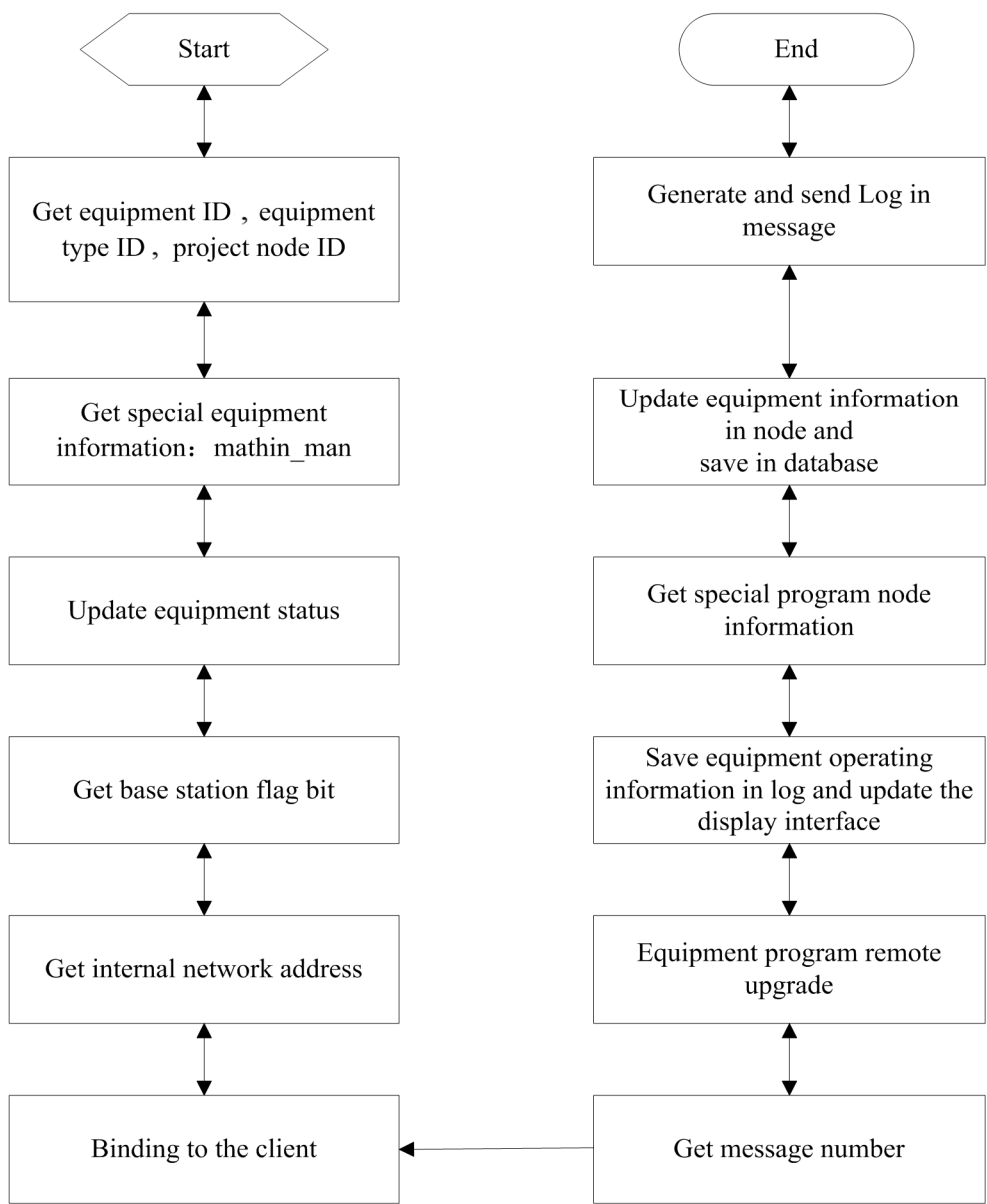 Start
Get equipment ID , equipment
type ID , project node ID
Get special equipment
information: mathin_man
Update equipment status
Get base station flag bit
Get internal network address
Binding to the client
End
Generate and send Log in
message
Update equipment information
in node and
save in database
Get special program node
information
Save equipment operating
information in log and update the
display interface
Equipment program remote
upgrade
Get message number